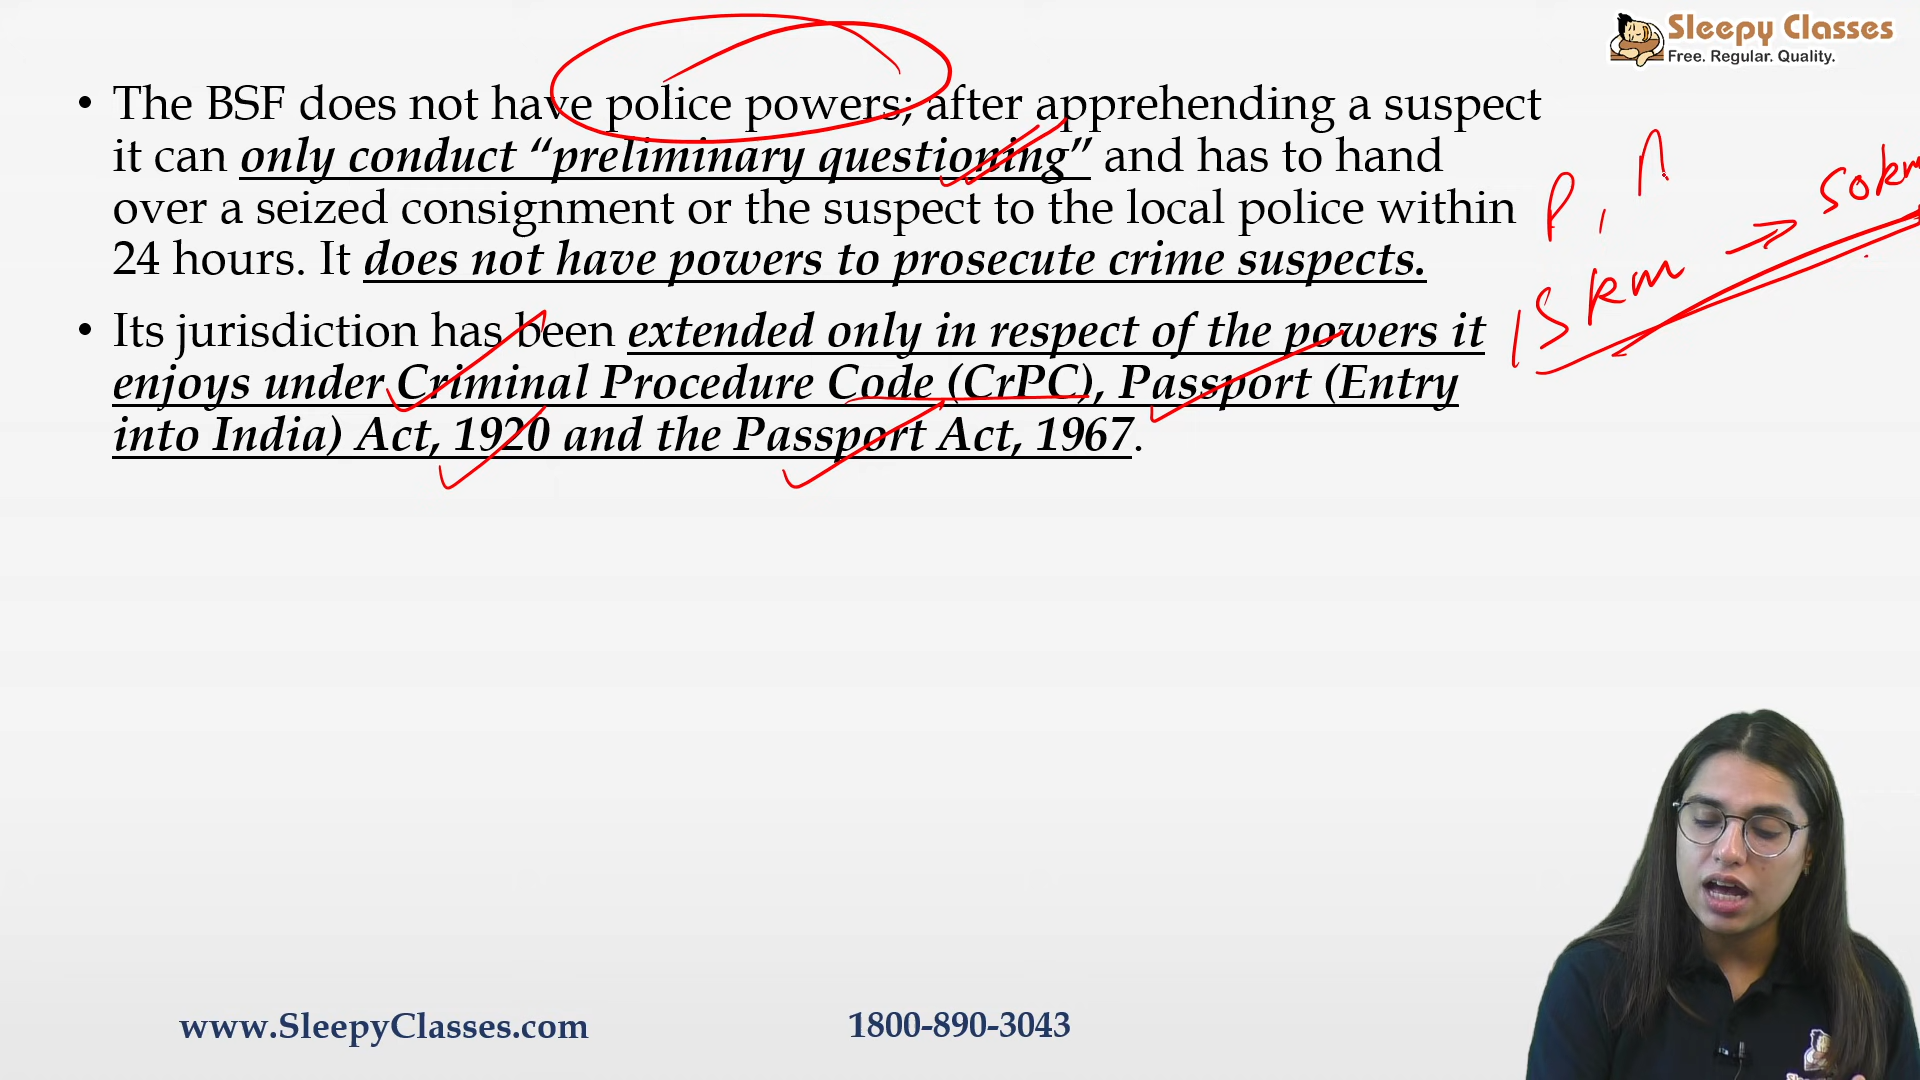 Sleepy Classes
Free. Regular. Quality.
• The BSF does not have police powers; after apprehending a suspect
it can only conduct “preliminary questioning” and has to hand
over a seized consignment or the suspect to the local police within
24 hours. It does not have powers to prosecute crime suspects.
• Its jurisdiction has been extended only in respect of the powers it
enjoys under Criminal Procedure Code (CrPC), Passport (Entry
into India) Act, 1920 and the Passport Act, 1967.
P,
15 km → 50km
www.SleepyClasses.com
1800-890-3043